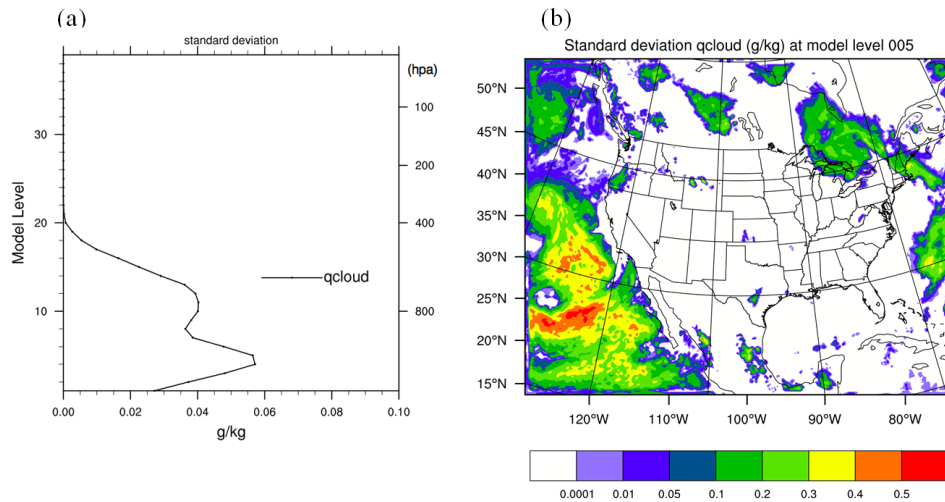 (a)
standard deviation
(hpa)
100
200
400
800
30
20
10
Model Level
qcloud
0.00 0.02 0.04 0.06 0.08 0.10
g/kg
(b)
Standard deviation qcloud (g/kg) at model level 005
50°N
45°N
40°N
35°N
30°N
25°N
20°N
15°N
120°W 110°W 100°W 90°W 80°W
0.0001 0.01 0.05 0.1 0.2 0.3 0.4 0.5